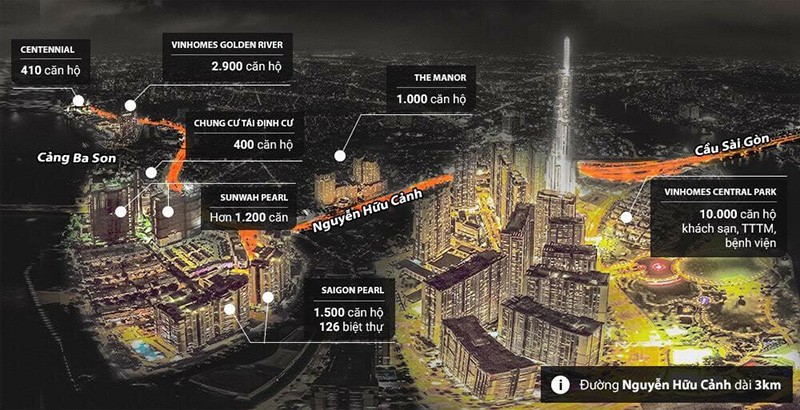 CENTENNIAL
410 căn hộ
VINHOMES GOLDEN RIVER
2.900 căn hộ
THE MANOR
1.000 căn hộ
CHUNG CƯ TÁI ĐỊNH CƯ
400 căn hộ
Cảng Ba Son
Cầu Sài Gòn
SUNWAH PEARL
Hơn 1.200 căn
Nguyễn Hữu Cảnh
VINHOMES CENTRAL PARK
10.000 căn hộ
khách sạn, TTTM,
bệnh viện
SAIGON PEARL
1.500 căn hộ
126 biệt thự
i Đường Nguyễn Hữu Cảnh dài 3km